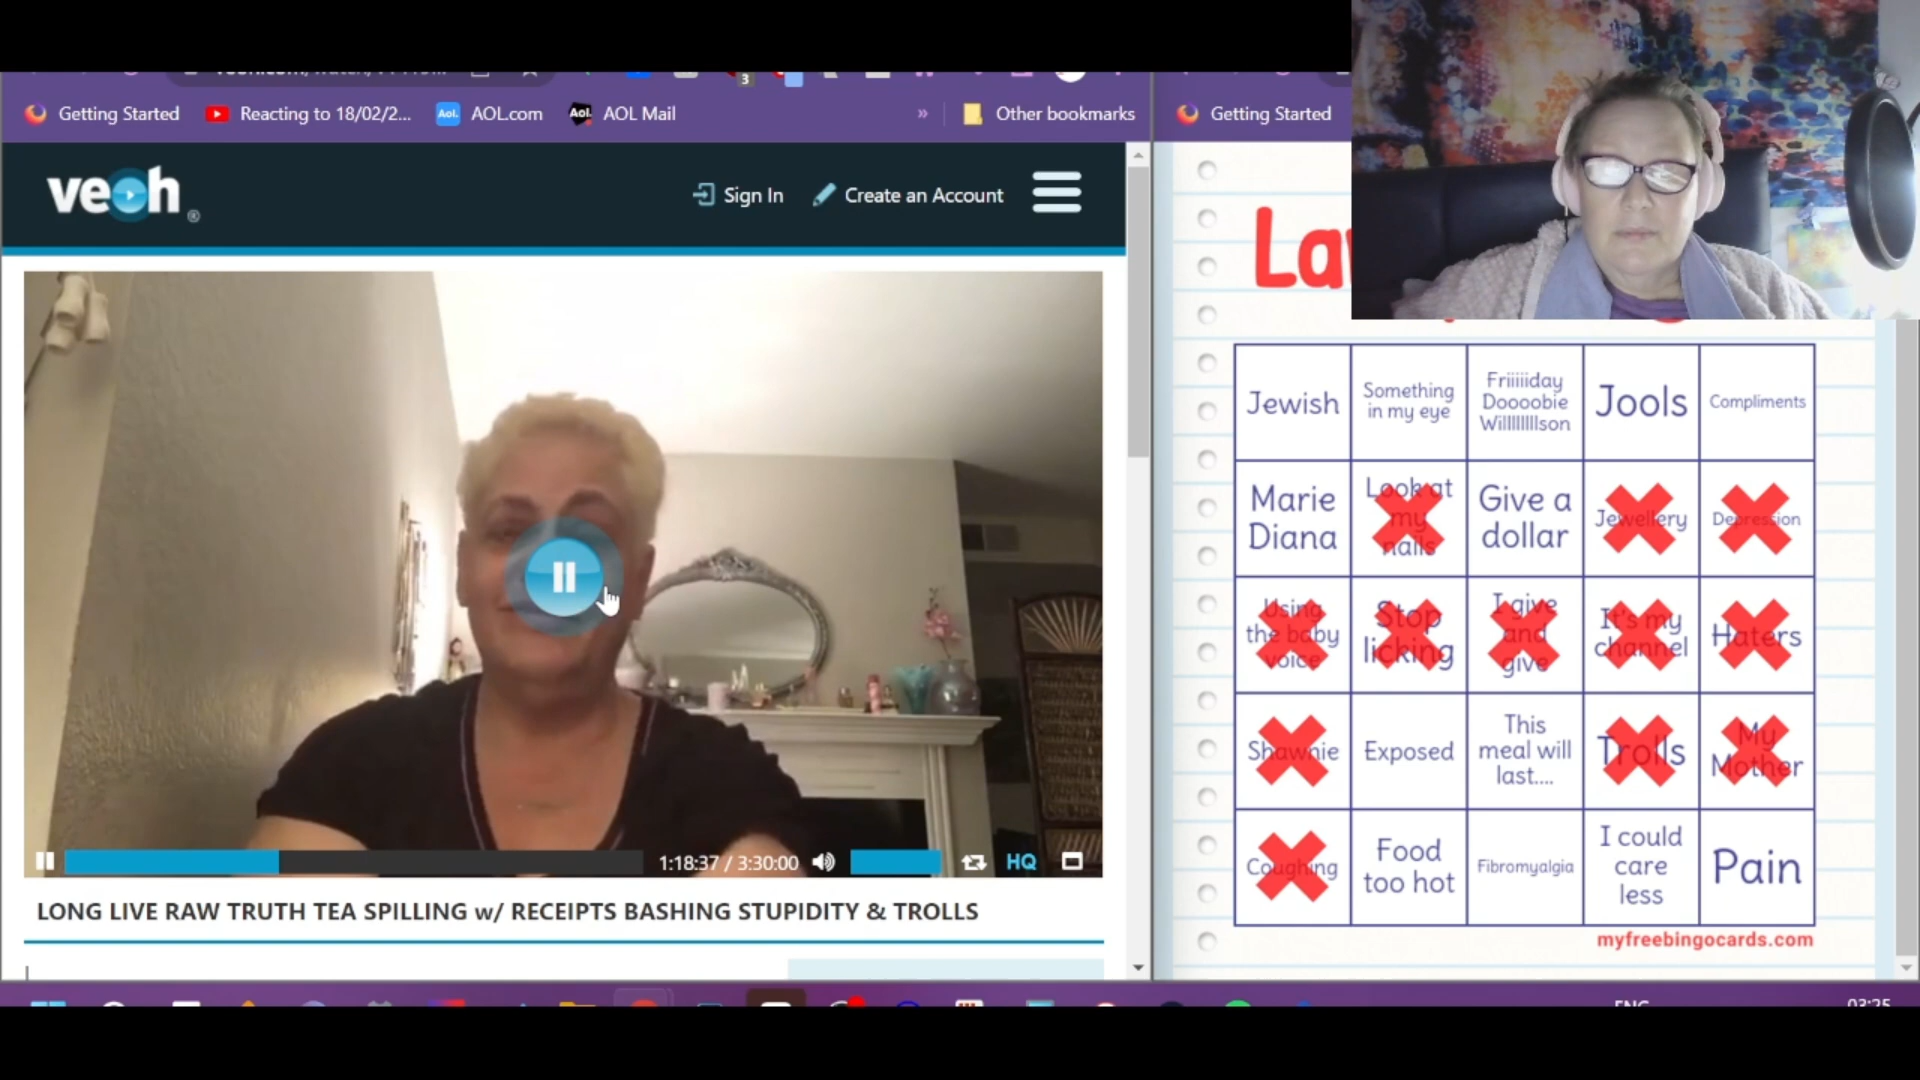 3
Getting Started
Reacting to 18/02/2...
Aol. AOL.com
Aol. AOL Mail
»
Other bookmarks
Getting Started
veoh
Sign In
Create an Account
Jewish
Something
in my eye
Friiiiiday
Dooooobie
Willlllllllson
Jools
Compliments
Marie
Diana
Look at
my
nails
Give a
dollar
Jewellery
Depression
Using
the baby
voice
Stop
licking
I give
and
give
It's my
channel
Haters
Shawnie
Exposed
This
meal will
last....
Trolls
My
Mother
Coughing
Food
too hot
Fibromyalgia
I could
care
less
Pain
myfreebingocards.com
1:18:37 / 3:30:00
HQ
LONG LIVE RAW TRUTH TEA SPILLING w/ RECEIPTS BASHING STUPIDITY & TROLLS